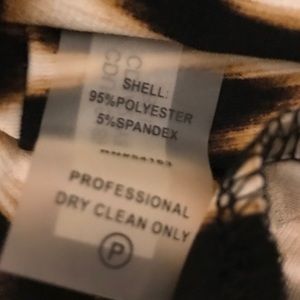 SHELL:
95%POLYESTER
5%SPANDEX
PROFESSIONAL
DRY CLEAN ONLY
P